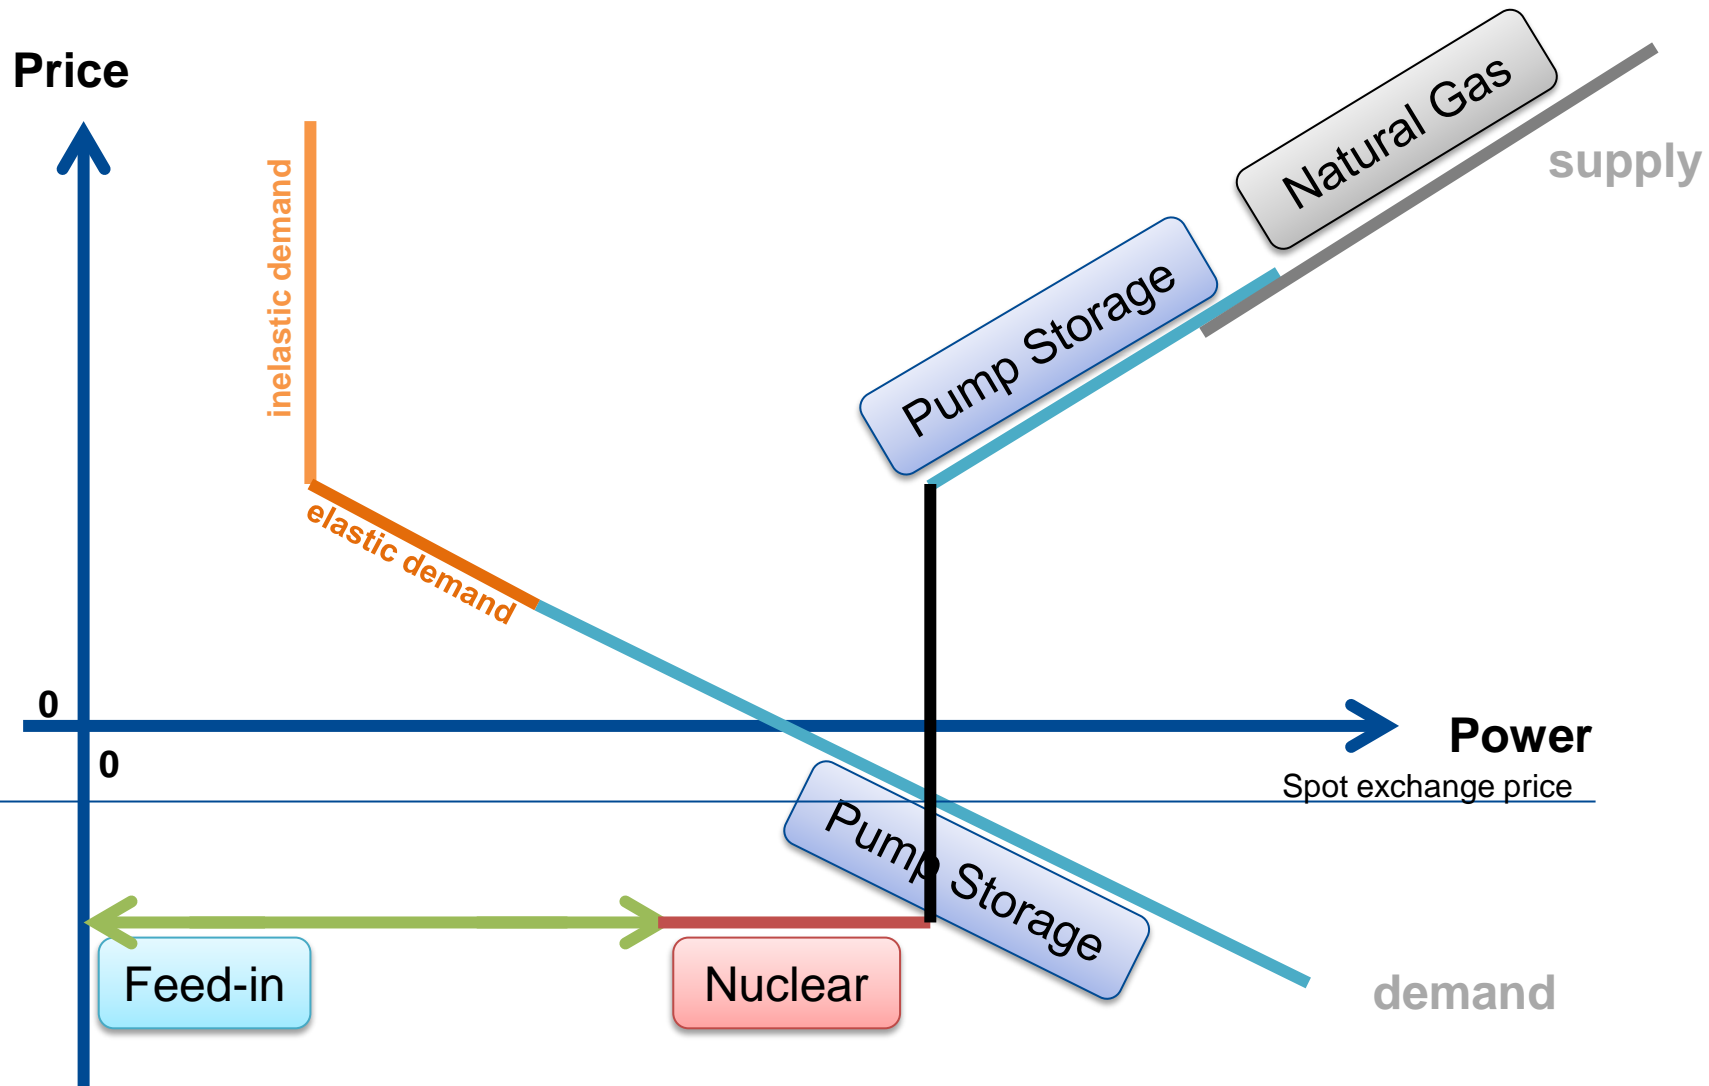 Price
Natural Gas
supply
inelastic demand
Pump Storage
elastic demand
0
0
Power
Spot exchange price
Pump Storage
Feed-in
Nuclear
demand